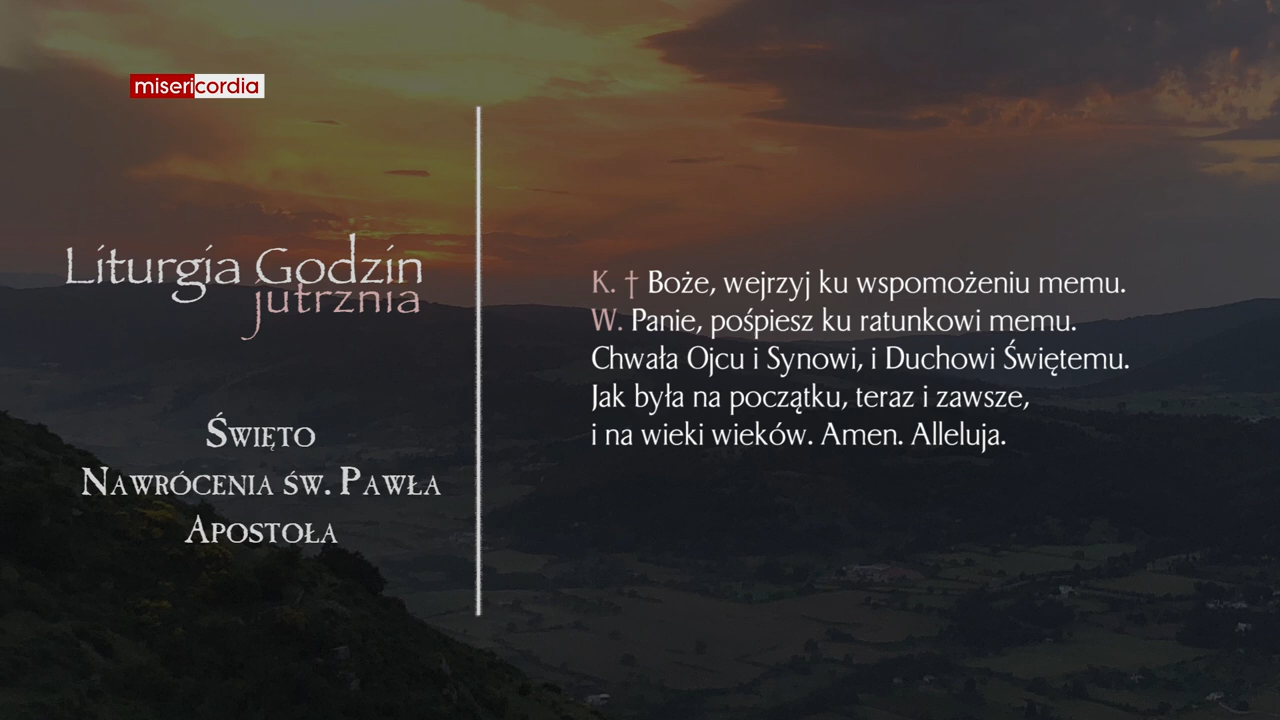 misericordia
Liturgia Godzin
jutrznia
Święto
Nawrócenia św. Pawła
Apostoła
K. † Boże, wejrzyj ku wspomożeniu memu.
W. Panie, pośpiesz ku ratunkowi memu.
Chwała Ojcu i Synowi, i Duchowi Świętemu.
Jak była na początku, teraz i zawsze,
i na wieki wieków. Amen. Alleluja.